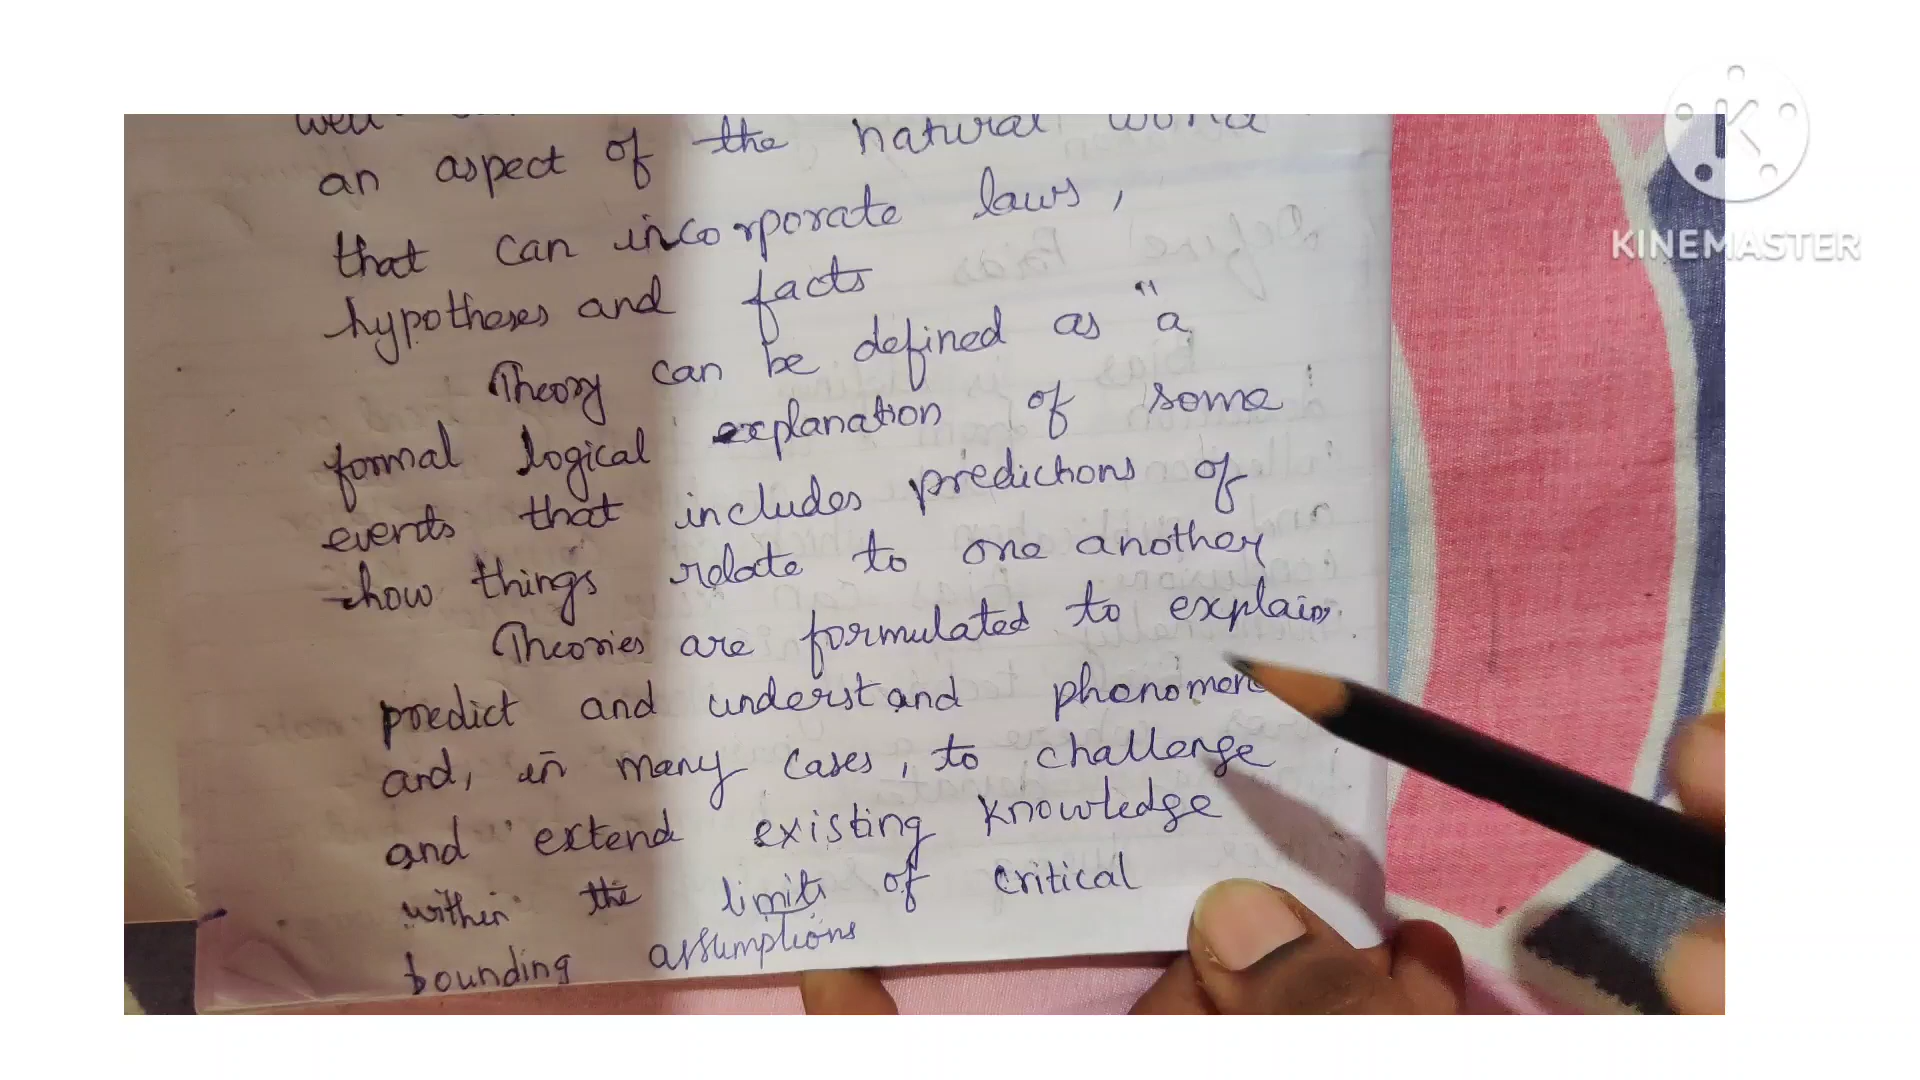 an aspect of the natural world
that can incorporate laws,
hypotheses and facts
Theory can be defined as "a
formal logical explanation of some
events that includes predictions of
how things relate to one another
Theories are formulated to explain,
predict and understand phenomen
and, in many cases, to challenge
and extend existing knowledge
within the limits of critical
bounding assumptions
KINEMASTER